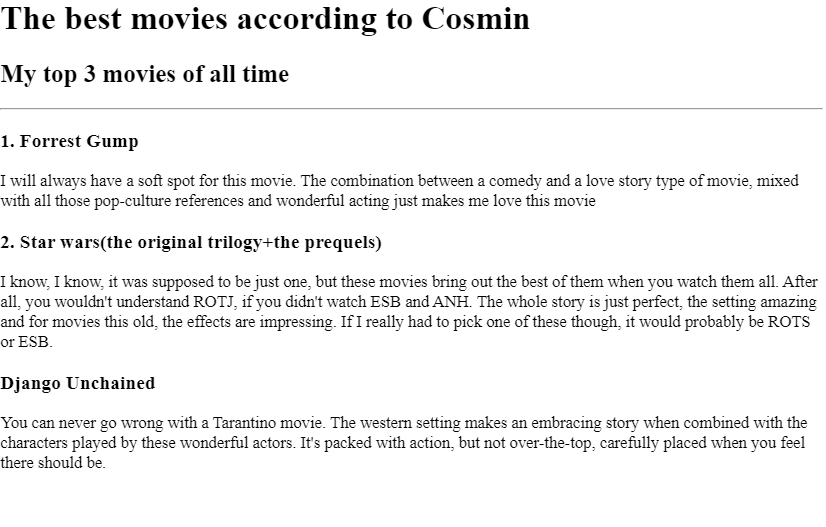 The best movies according to Cosmin
My top 3 movies of all time
1. Forrest Gump
I will always have a soft spot for this movie. The combination between a comedy and a love story type of movie, mixed
with all those pop-culture references and wonderful acting just makes me love this movie
2. Star wars(the original trilogy+the prequels)
I know, I know, it was supposed to be just one, but these movies bring out the best of them when you watch them all. After
all, you wouldn't understand ROTJ, if you didn't watch ESB and ANH. The whole story is just perfect, the setting amazing
and for movies this old, the effects are impressing. If I really had to pick one of these though, it would probably be ROTS
or ESB.
Django Unchained
You can never go wrong with a Tarantino movie. The western setting makes an embracing story when combined with the
characters played by these wonderful actors. It's packed with action, but not over-the-top, carefully placed when you feel
there should be.